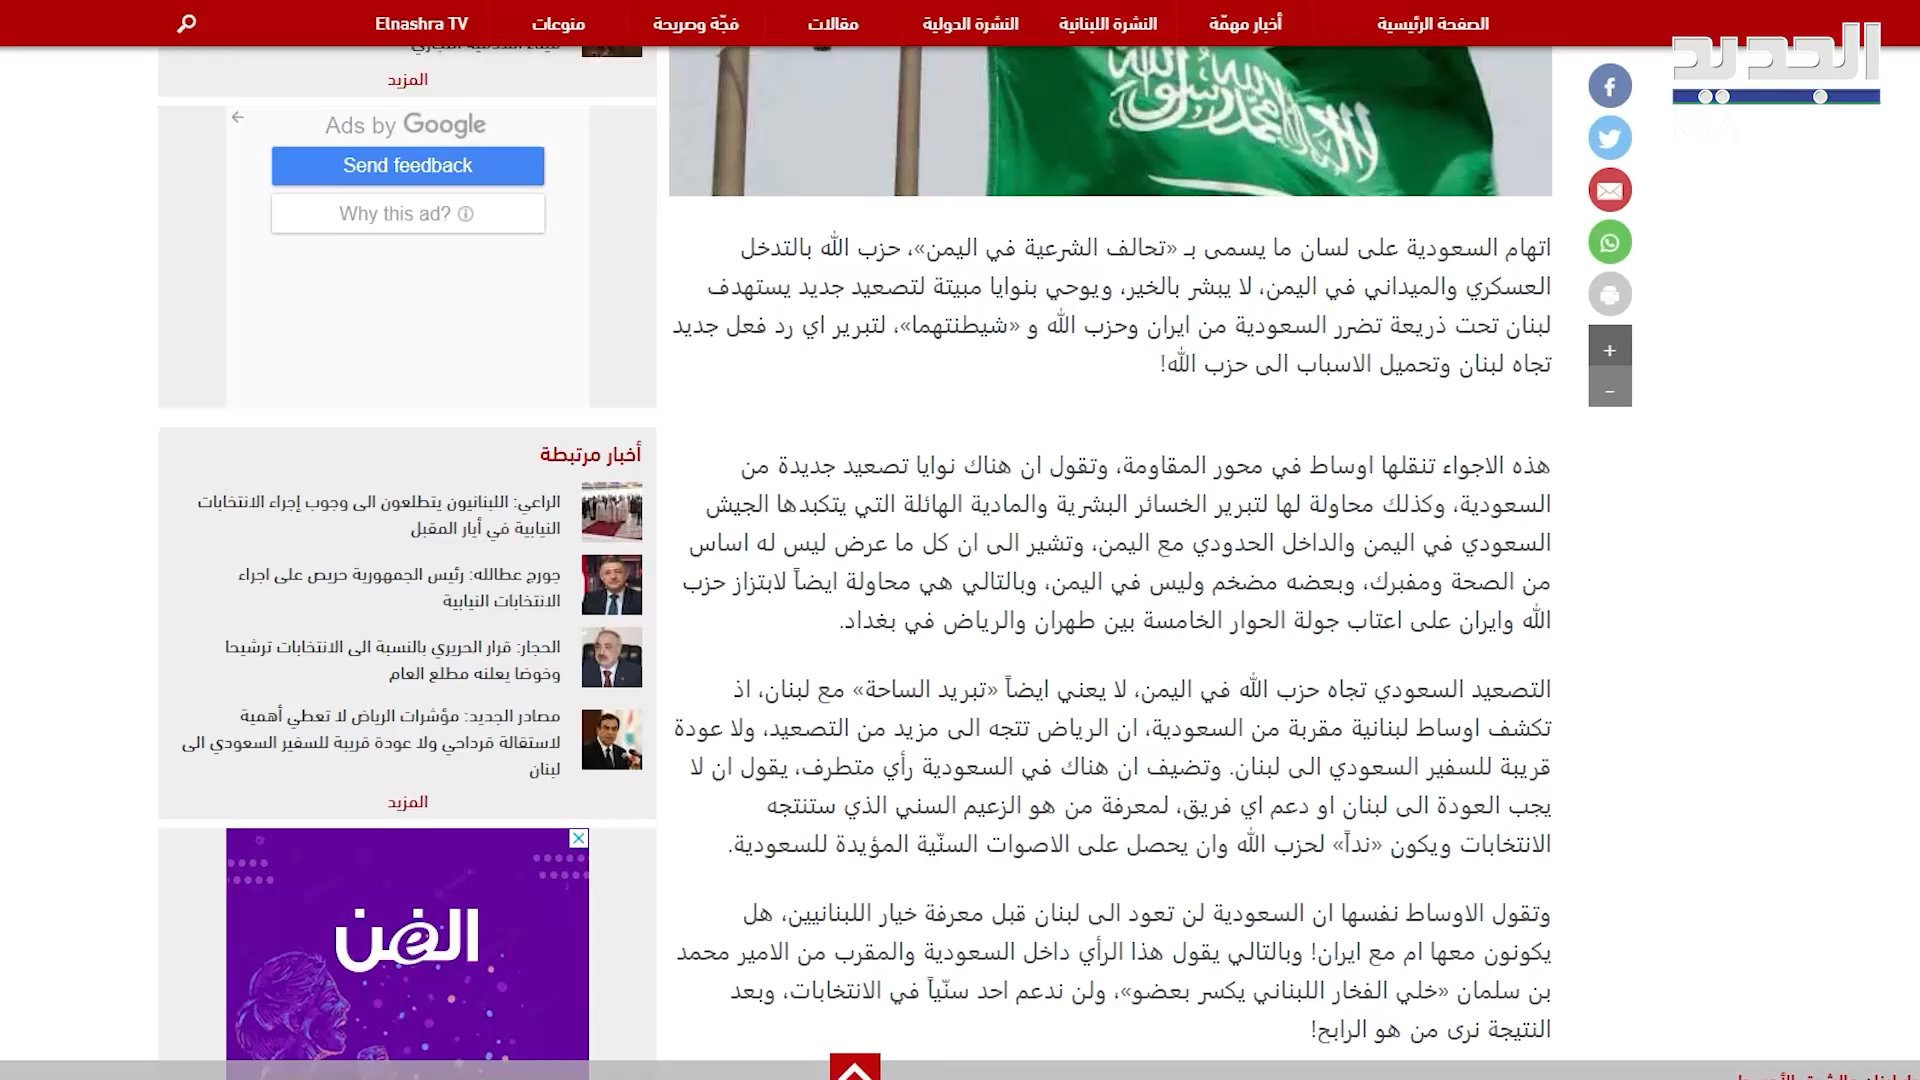 الصفحة الرئيسية
أخبار مهمّة
النشرة اللبنانية
النشرة الدولية
مقالات
فجّة وصريحة
منوعات
Elnashra TV
الجديد
اتهام السعودية على لسان ما يسمى بـ «تحالف الشرعية في اليمن»، حزب الله بالتدخل
العسكري والميداني في اليمن، لا يبشر بالخير، ويوحي بنوايا مبيتة لتصعيد جديد يستهدف
لبنان تحت ذريعة تضرر السعودية من ايران وحزب الله و «شيطنتهما»، لتبرير اي رد فعل جديد
تجاه لبنان وتحميل الاسباب الى حزب الله!
هذه الاجواء تنقلها اوساط في محور المقاومة، وتقول ان هناك نوايا تصعيد جديدة من
السعودية، وكذلك محاولة لها لتبرير الخسائر البشرية والمادية الهائلة التي يتكبدها الجيش
السعودي في اليمن والداخل الحدودي مع اليمن، وتشير الى ان كل ما عرض ليس له اساس
من الصحة ومفبرك، وبعضه مضخم وليس في اليمن، وبالتالي هي محاولة ايضاً لابتزاز حزب
الله وايران على اعتاب جولة الحوار الخامسة بين طهران والرياض في بغداد.
التصعيد السعودي تجاه حزب الله في اليمن، لا يعني ايضاً «تبريد الساحة» مع لبنان، اذ
تكشف اوساط لبنانية مقربة من السعودية، ان الرياض تتجه الى مزيد من التصعيد، ولا عودة
قريبة للسفير السعودي الى لبنان. وتضيف ان هناك في السعودية رأي متطرف، يقول ان لا
يجب العودة الى لبنان او دعم اي فريق، لمعرفة من هو الزعيم السني الذي ستنتجه
الانتخابات ويكون «نداً» لحزب الله وان يحصل على الاصوات السنّية المؤيدة للسعودية.
وتقول الاوساط نفسها ان السعودية لن تعود الى لبنان قبل معرفة خيار اللبنانيين، هل
يكونون معها ام مع ايران! وبالتالي يقول هذا الرأي داخل السعودية والمقرب من الامير محمد
بن سلمان «خلي الفخار اللبناني يكسر بعضو»، ولن ندعم احد سنّياً في الانتخابات، وبعد
النتيجة نرى من هو الرابح!
المزيد
Ads by Google
Send feedback
Why this ad?
أخبار مرتبطة
الراعي: اللبنانيون يتطلعون الى وجوب إجراء الانتخابات
النيابية في أيار المقبل
جورج عطالله: رئيس الجمهورية حريص على اجراء
الانتخابات النيابية
الحجار: قرار الحريري بالنسبة الى الانتخابات ترشيحا
وخوضا يعلنه مطلع العام
مصادر الجديد: مؤشرات الرياض لا تعطي أهمية
لاستقالة قرداحي ولا عودة قريبة للسفير السعودي الى
لبنان
المزيد
الفن